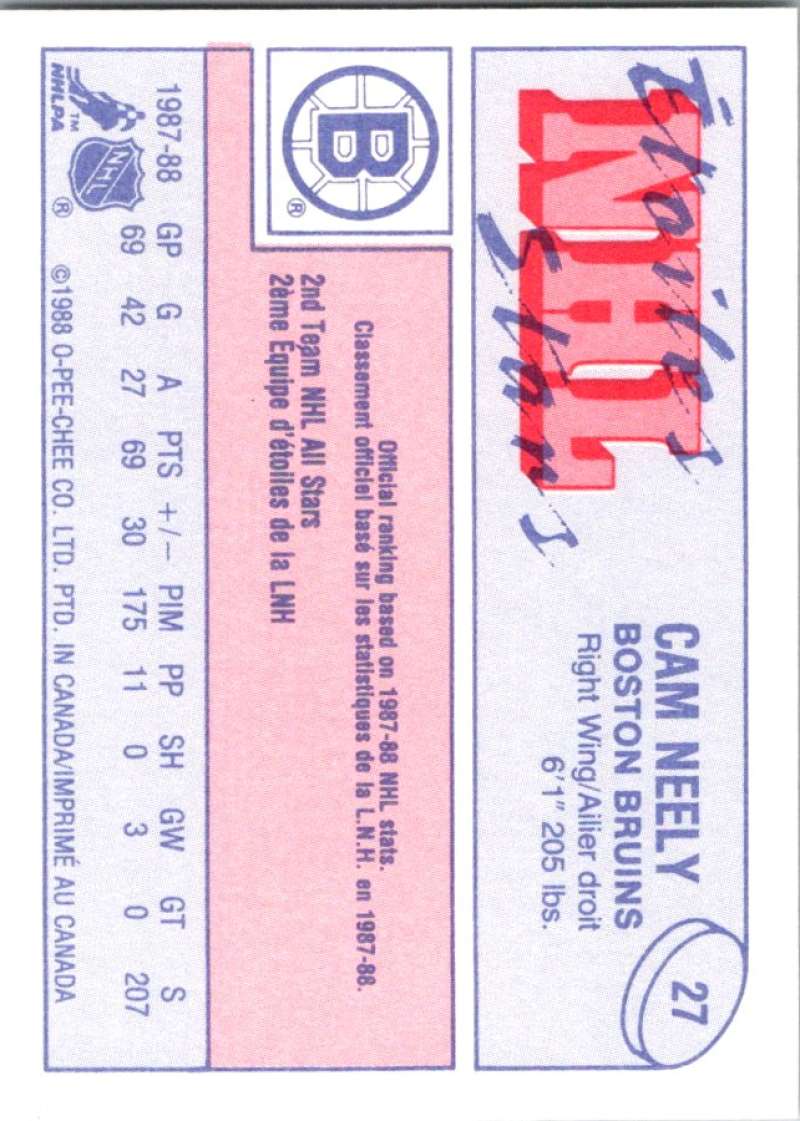 Étoiles
NHL
Stars
CAM NEELY
BOSTON BRUINS
Right Wing/Ailier droit
6'1" 205 lbs.
27
B
®
Official ranking based on 1987-88 NHL stats.
Classement officiel basé sur les statistiques de la L.N.H. en 1987-88.
2nd Team NHL All Stars
2ème Équipe d'étoiles de la LNH
1987-88 GP G A PTS +/– PIM PP SH GW GT S
69 42 27 69 30 175 11 0 3 0 207
NHLPA
TM
NHL
®
©1988 O-PEE-CHEE CO. LTD. PTD. IN CANADA/IMPRIMÉ AU CANADA